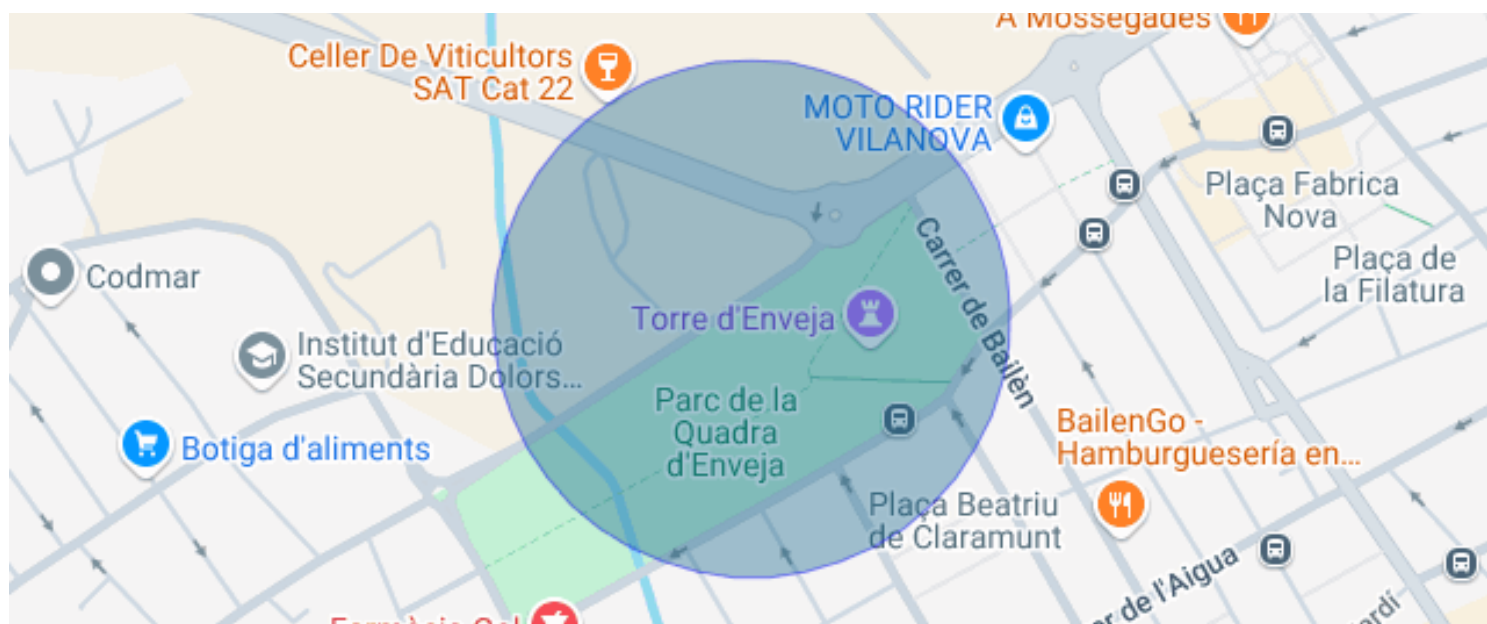 A Mossegades
Celler De Viticultors
SAT Cat 22
MOTO RIDER
VILANOVA
Plaça Fabrica
Nova
Plaça de
la Filatura
Codmar
Torre d'Enveja
Carrer de Bailèn
Institut d'Educació
Secundària Dolors...
Parc de la
Quadra
d'Enveja
BailenGo -
Hamburguesería en...
Botiga d'aliments
Plaça Beatriu
de Claramunt
er de l'Aigua